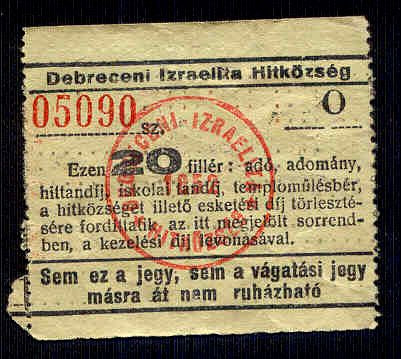 Debreceni Izraelita Hitközség
05090 sz. O
Ezen 20 fillér: adó, adomány,
hittandíj, iskolai tandíj, templomülésbér,
a hitközséget illető esketési díj törleszté-
sére fordíttatik, az itt megjelölt sorrend-
ben, a kezelési díj levonásával.
Sem ez a jegy, sem a vágatási jegy
másra át nem ruházható